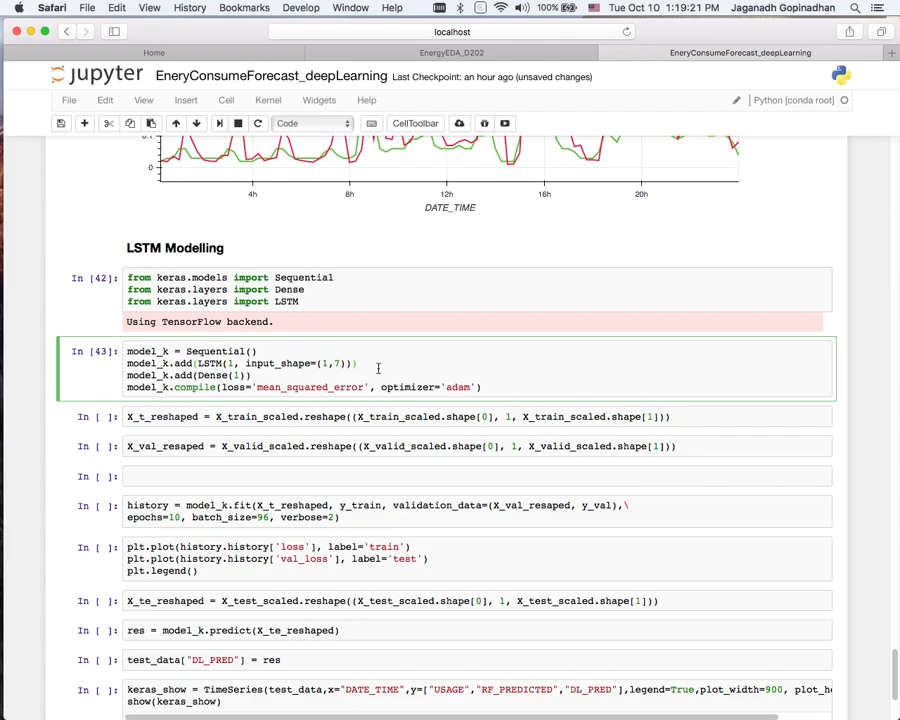 Safari File Edit View History Bookmarks Develop Window Help 100% Tue Oct 10 1:19:21 PM Jaganadh Gopinadhan
localhost
Home EnergyEDA_D202 EneryConsumeForecast_deepLearning
jupyter EneryConsumeForecast_deepLearning Last Checkpoint: an hour ago (unsaved changes)
File Edit View Insert Cell Kernel Widgets Help Python [conda root]
Code CellToolbar
0.1
0
4h 8h 12h 16h 20h
DATE_TIME
LSTM Modelling
In [42]: from keras.models import Sequential
from keras.layers import Dense
from keras.layers import LSTM
Using TensorFlow backend.
In [43]: model_k = Sequential()
model_k.add(LSTM(1, input_shape=(1,7)))
model_k.add(Dense(1))
model_k.compile(loss='mean_squared_error', optimizer='adam')
In [ ]: X_t_reshaped = X_train_scaled.reshape((X_train_scaled.shape[0], 1, X_train_scaled.shape[1]))
In [ ]: X_val_resaped = X_valid_scaled.reshape((X_valid_scaled.shape[0], 1, X_valid_scaled.shape[1]))
In [ ]:
In [ ]: history = model_k.fit(X_t_reshaped, y_train, validation_data=(X_val_resaped, y_val),\
epochs=10, batch_size=96, verbose=2)
In [ ]: plt.plot(history.history['loss'], label='train')
plt.plot(history.history['val_loss'], label='test')
plt.legend()
In [ ]: X_te_reshaped = X_test_scaled.reshape((X_test_scaled.shape[0], 1, X_test_scaled.shape[1]))
In [ ]: res = model_k.predict(X_te_reshaped)
In [ ]: test_data["DL_PRED"] = res
In [ ]: keras_show = TimeSeries(test_data,x="DATE_TIME",y=["USAGE","RF_PREDICTED","DL_PRED"],legend=True,plot_width=900, plot_he
show(keras_show)